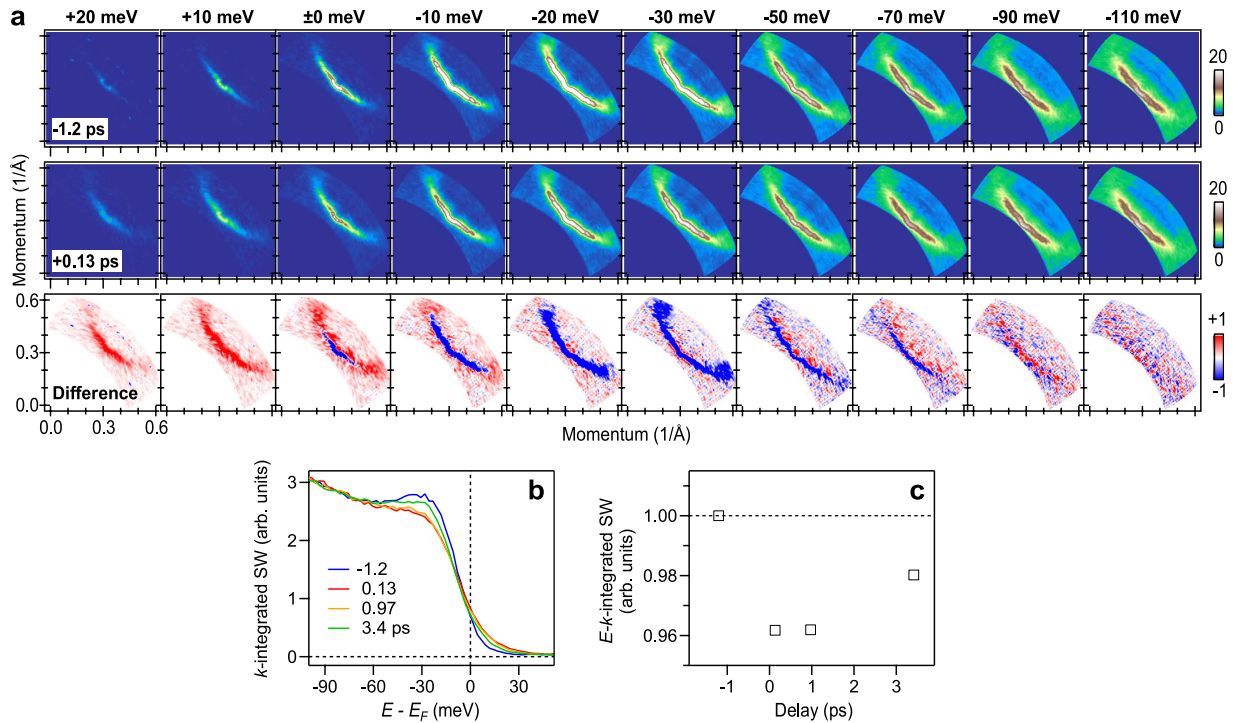 a
+20 meV +10 meV ±0 meV -10 meV -20 meV -30 meV -50 meV -70 meV -90 meV -110 meV
-1.2 ps
20
0
+0.13 ps
20
0
Momentum (1/Å)
0.6
0.3
0.0
Difference
+1
-1
0.0 0.3 0.6
Momentum (1/Å)
b
k-integrated SW (arb. units)
3
2
1
0
-1.2
0.13
0.97
3.4 ps
-90 -60 -30 0 30
E - EF (meV)
c
E-k-integrated SW
(arb. units)
1.00
0.98
0.96
-1 0 1 2 3
Delay (ps)